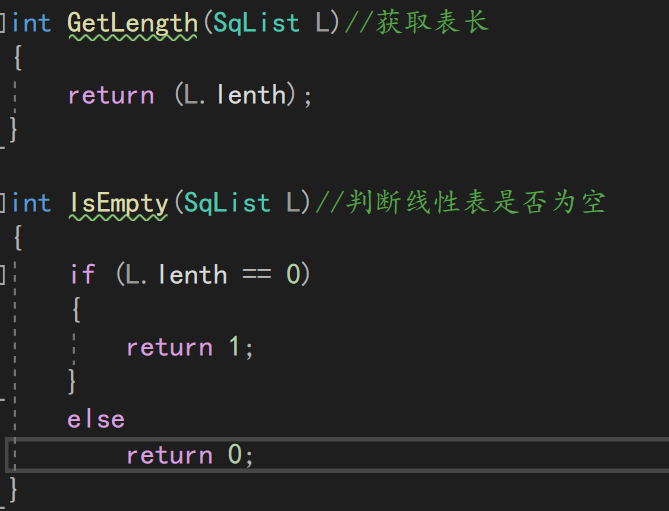 int GetLength(SqList L)//获取表长
{
return (L.lenth);
}
int IsEmpty(SqList L)//判断线性表是否为空
{
if (L.lenth == 0)
{
return 1;
}
else
return 0;
}